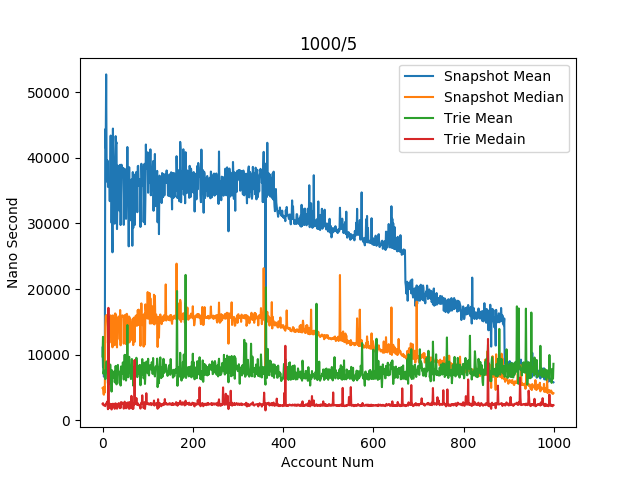 1000/5
Snapshot Mean
Snapshot Median
Trie Mean
Trie Medain
50000
40000
30000
20000
10000
0
Nano Second
0 200 400 600 800 1000
Account Num